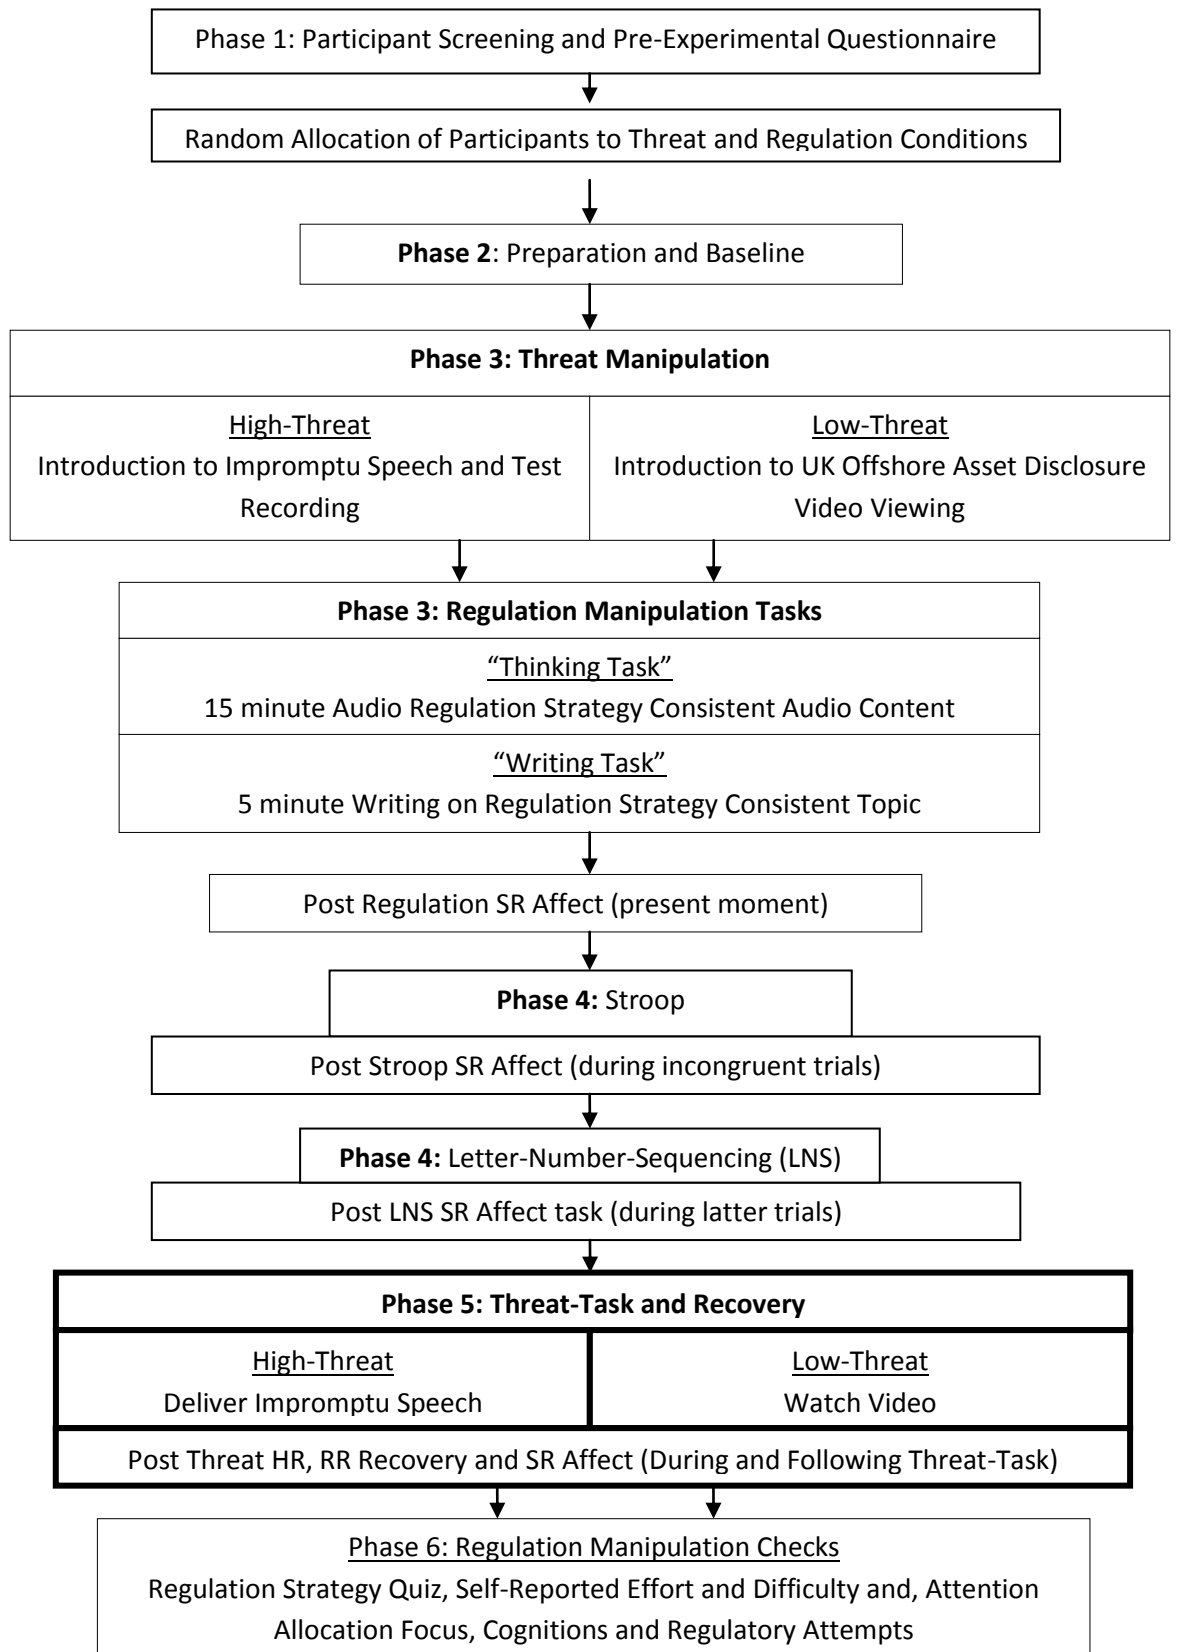 Phase 1: Participant Screening and Pre-Experimental Questionnaire
Random Allocation of Participants to Threat and Regulation Conditions
Phase 2: Preparation and Baseline
Phase 3: Threat Manipulation
High-Threat
Introduction to Impromptu Speech and Test
Recording
Low-Threat
Introduction to UK Offshore Asset Disclosure
Video Viewing
Phase 3: Regulation Manipulation Tasks
“Thinking Task”
15 minute Audio Regulation Strategy Consistent Audio Content
“Writing Task”
5 minute Writing on Regulation Strategy Consistent Topic
Post Regulation SR Affect (present moment)
Phase 4: Stroop
Post Stroop SR Affect (during incongruent trials)
Phase 4: Letter-Number-Sequencing (LNS)
Post LNS SR Affect task (during latter trials)
Phase 5: Threat-Task and Recovery
High-Threat
Deliver Impromptu Speech
Low-Threat
Watch Video
Post Threat HR, RR Recovery and SR Affect (During and Following Threat-Task)
Phase 6: Regulation Manipulation Checks
Regulation Strategy Quiz, Self-Reported Effort and Difficulty and, Attention
Allocation Focus, Cognitions and Regulatory Attempts